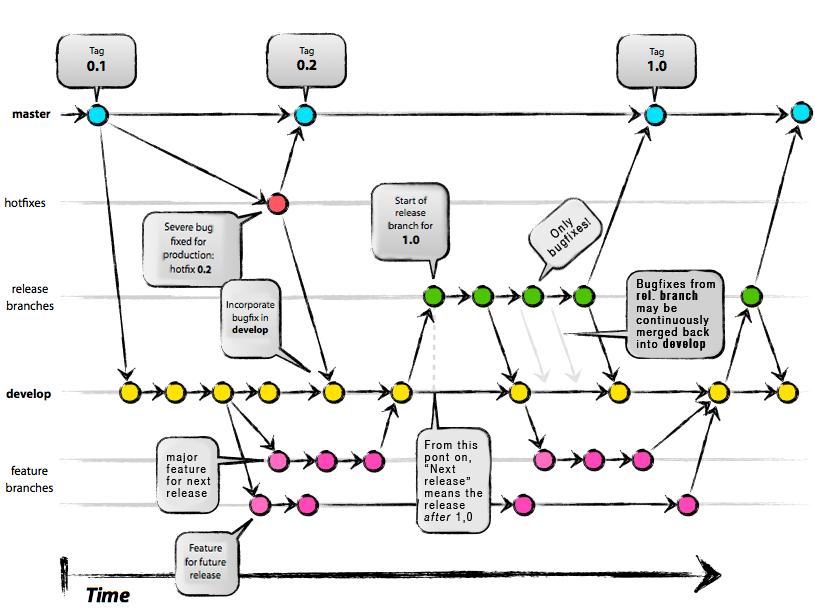 Tag
0.1
Tag
0.2
Tag
1.0
master
hotfixes
Severe bug
fixed for
production:
hotfix 0.2
Start of
release
branch for
1.0
Only
bugfixes!
release
branches
Incorporate
bugfix in
develop
Bugfixes from
rel. branch
may be
continuously
merged back
into develop
develop
major
feature
for next
release
From this
pont on,
“Next
release”
means the
release
after 1,0
feature
branches
Feature
for future
release
Time